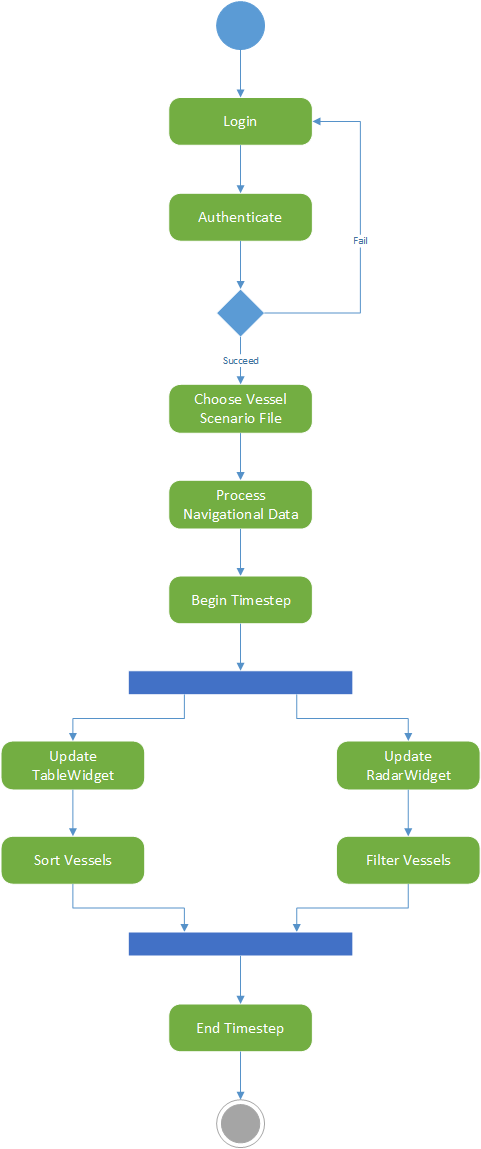 Login
Authenticate
Fail
Succeed
Choose Vessel
Scenario File
Process
Navigational Data
Begin Timestep
Update
TableWidget
Update
RadarWidget
Sort Vessels
Filter Vessels
End Timestep